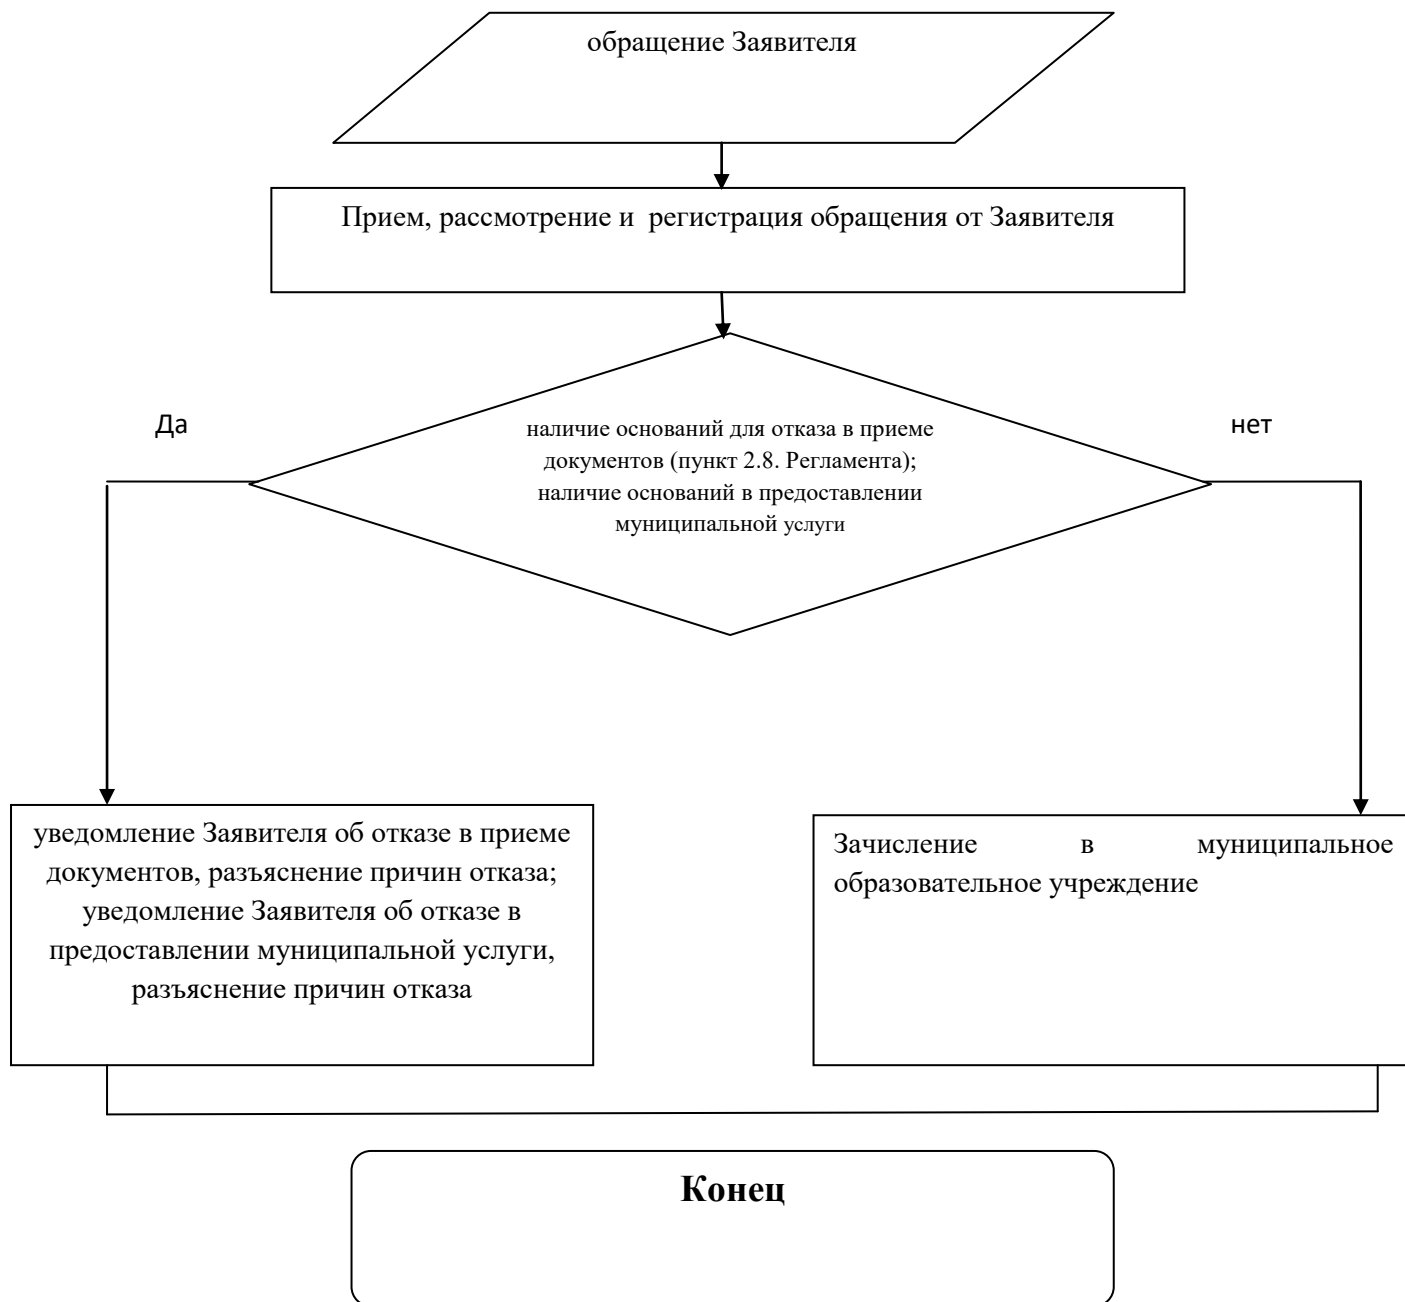 обращение Заявителя
Прием, рассмотрение и регистрация обращения от Заявителя
Да
нет
наличие оснований для отказа в приеме
документов (пункт 2.8. Регламента);
наличие оснований в предоставлении
муниципальной услуги
уведомление Заявителя об отказе в приеме
документов, разъяснение причин отказа;
уведомление Заявителя об отказе в
предоставлении муниципальной услуги,
разъяснение причин отказа
Зачисление в муниципальное
образовательное учреждение
Конец